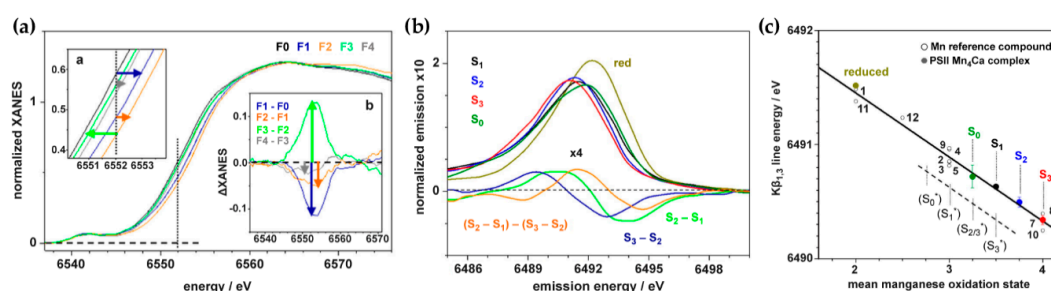 (a)
normalized XANES
1
0
6540
6550
6560
6570
energy / eV
F0 F1 F2 F3 F4
a
0.6
0.5
0.4
6551 6552 6553
b
F1 - F0
F2 - F1
F3 - F2
F4 - F3
ΔXANES
0.1
0.0
-0.1
6540 6550 6560 6570
(b)
normalized emission x10
2
1
0
S1
S2
S3
S0
red
x4
(S2 – S1) – (S3 – S2)
S3 – S2
S2 – S1
6486 6489 6492 6495 6498
emission energy / eV
(c)
Kβ1,3 line energy / eV
6492
6491
6490
○ Mn reference compound
● PSII Mn4Ca complex
reduced
1
11
12
9
4
2
3
5
S0
S1
S2
S3
7
10
(S0*)
(S1*)
(S2/3*)
(S3*)
2
3
4
mean manganese oxidation state